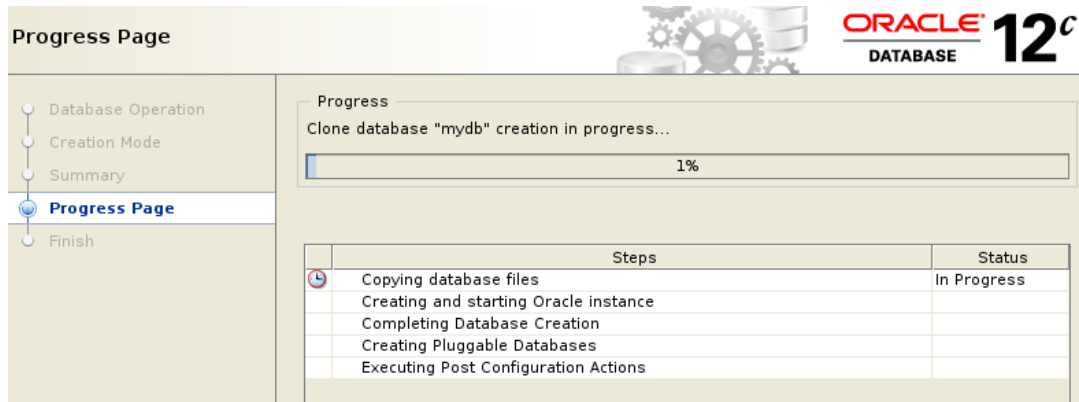 Progress Page
ORACLE
DATABASE
12c
Database Operation
Creation Mode
Summary
Progress Page
Finish
Progress
Clone database "mydb" creation in progress...
1%
Steps Status
Copying database files In Progress
Creating and starting Oracle instance
Completing Database Creation
Creating Pluggable Databases
Executing Post Configuration Actions